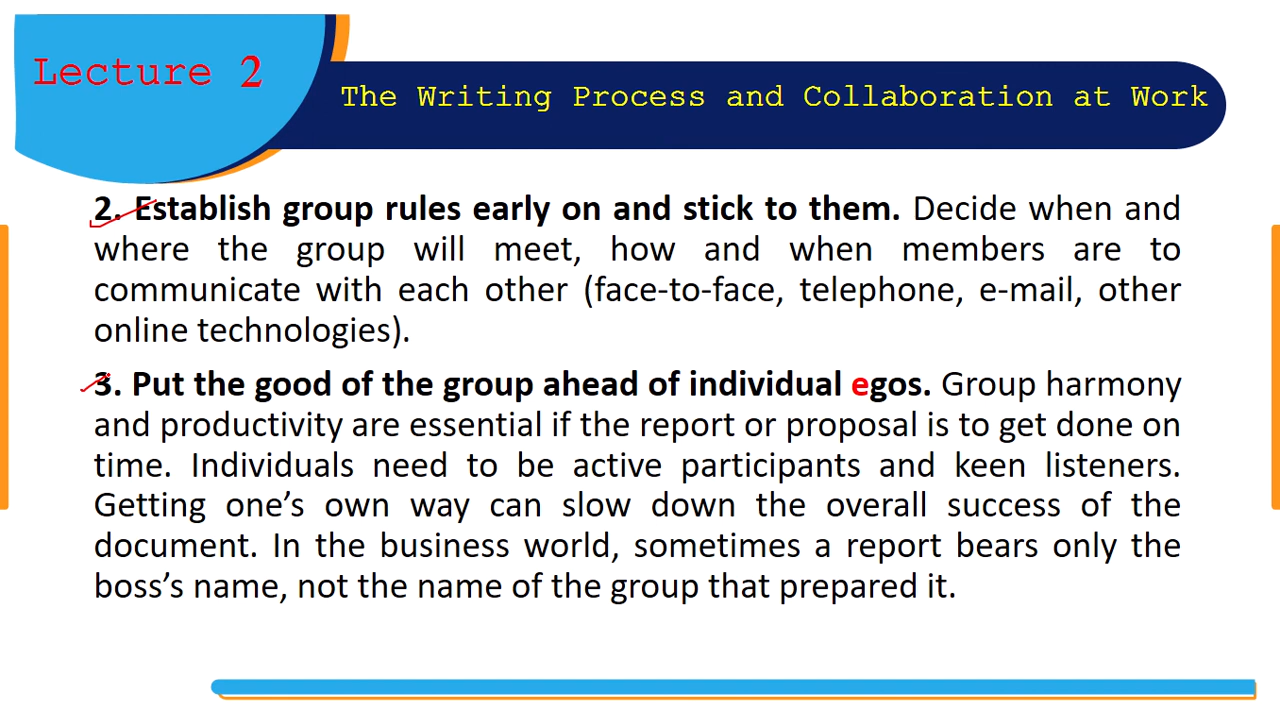 Lecture 2
The Writing Process and Collaboration at Work
2. Establish group rules early on and stick to them. Decide when and
where the group will meet, how and when members are to
communicate with each other (face-to-face, telephone, e-mail, other
online technologies).
3. Put the good of the group ahead of individual egos. Group harmony
and productivity are essential if the report or proposal is to get done on
time. Individuals need to be active participants and keen listeners.
Getting one’s own way can slow down the overall success of the
document. In the business world, sometimes a report bears only the
boss’s name, not the name of the group that prepared it.